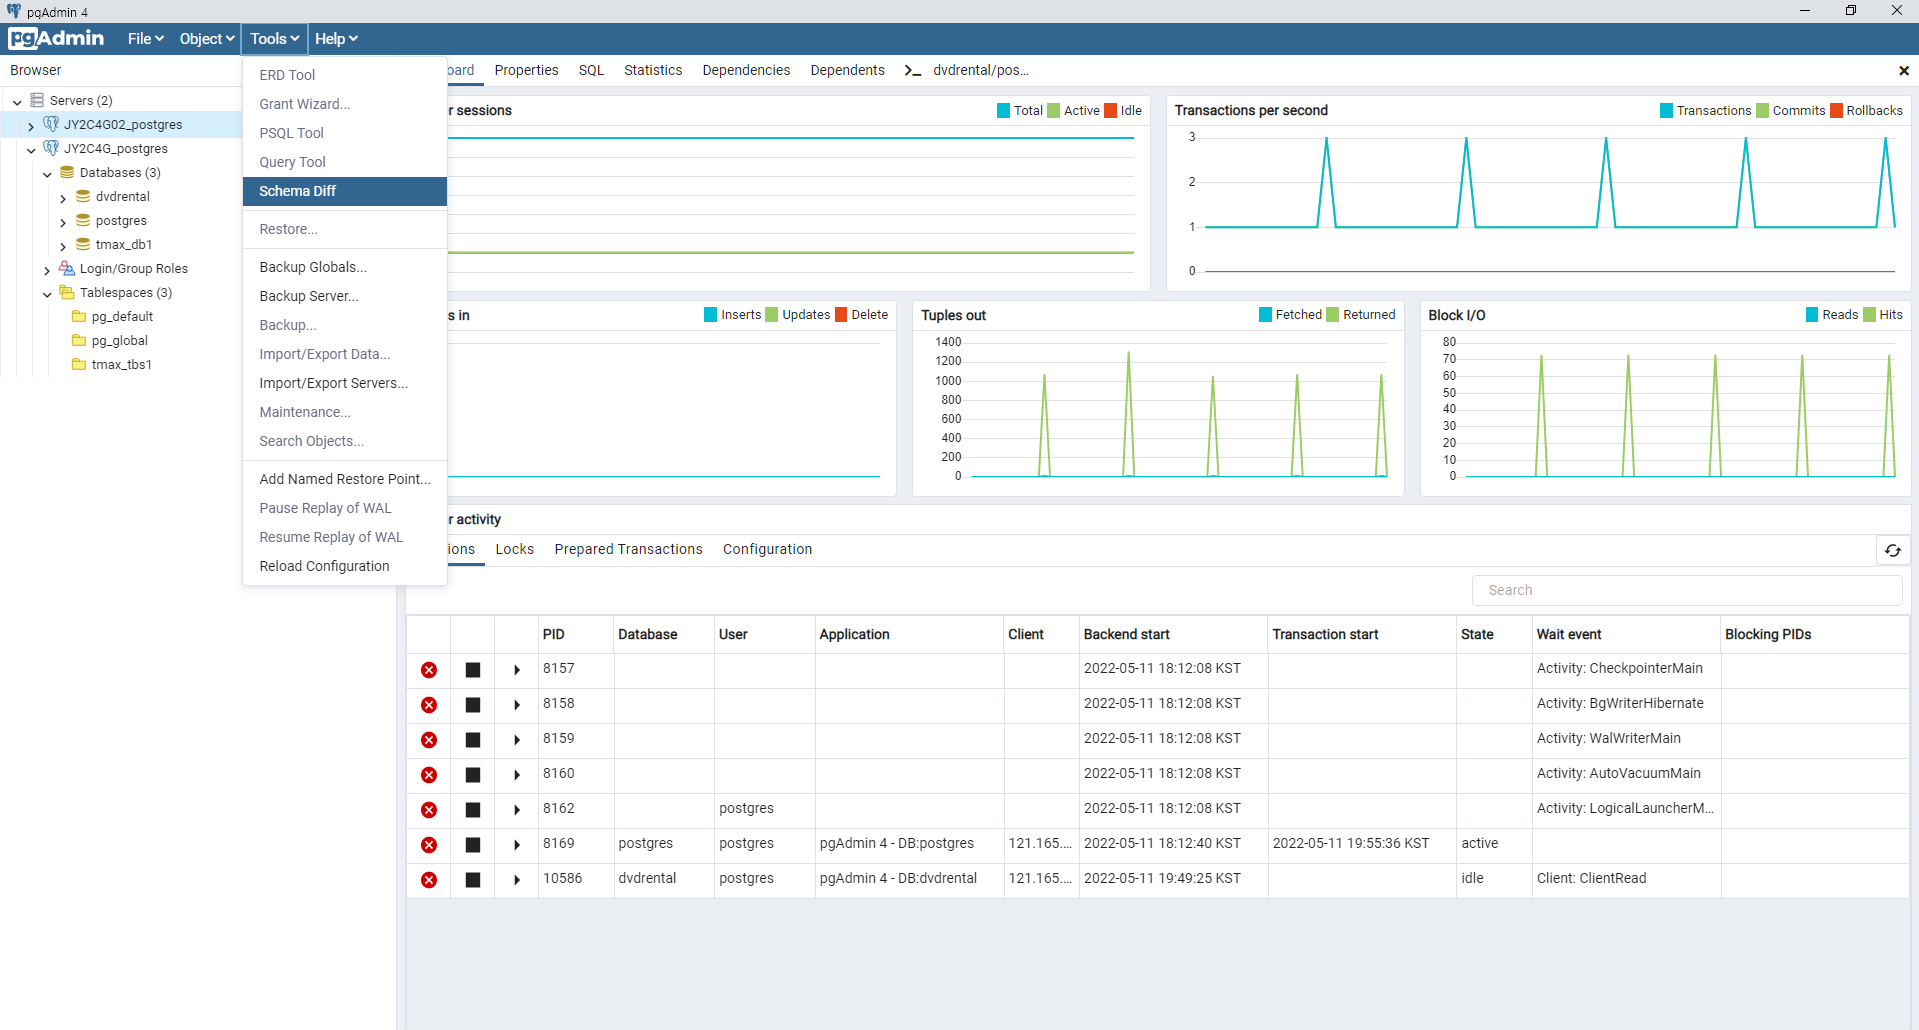 pgAdmin 4
pgAdmin File Object Tools Help
Browser
Servers (2)
JY2C4G02_postgres
JY2C4G_postgres
Databases (3)
dvdrental
postgres
tmax_db1
Login/Group Roles
Tablespaces (3)
pg_default
pg_global
tmax_tbs1
ERD Tool
Grant Wizard...
PSQL Tool
Query Tool
Schema Diff
Restore...
Backup Globals...
Backup Server...
Backup...
Import/Export Data...
Import/Export Servers...
Maintenance...
Search Objects...
Add Named Restore Point...
Pause Replay of WAL
Resume Replay of WAL
Reload Configuration
oard Properties SQL Statistics Dependencies Dependents dvdrental/pos...
r sessions Total Active Idle
Transactions per second Transactions Commits Rollbacks
3
2
1
0
s in Inserts Updates Delete
Tuples out Fetched Returned
1400
1200
1000
800
600
400
200
0
Block I/O Reads Hits
80
70
60
50
40
30
20
10
0
r activity
ions Locks Prepared Transactions Configuration
Search
PID Database User Application Client Backend start Transaction start State Wait event Blocking PIDs
8157 2022-05-11 18:12:08 KST Activity: CheckpointerMain
8158 2022-05-11 18:12:08 KST Activity: BgWriterHibernate
8159 2022-05-11 18:12:08 KST Activity: WalWriterMain
8160 2022-05-11 18:12:08 KST Activity: AutoVacuumMain
8162 postgres 2022-05-11 18:12:08 KST Activity: LogicalLauncherM...
8169 postgres postgres pgAdmin 4 - DB:postgres 121.165.... 2022-05-11 18:12:40 KST 2022-05-11 19:55:36 KST active
10586 dvdrental postgres pgAdmin 4 - DB:dvdrental 121.165.... 2022-05-11 19:49:25 KST idle Client: ClientRead